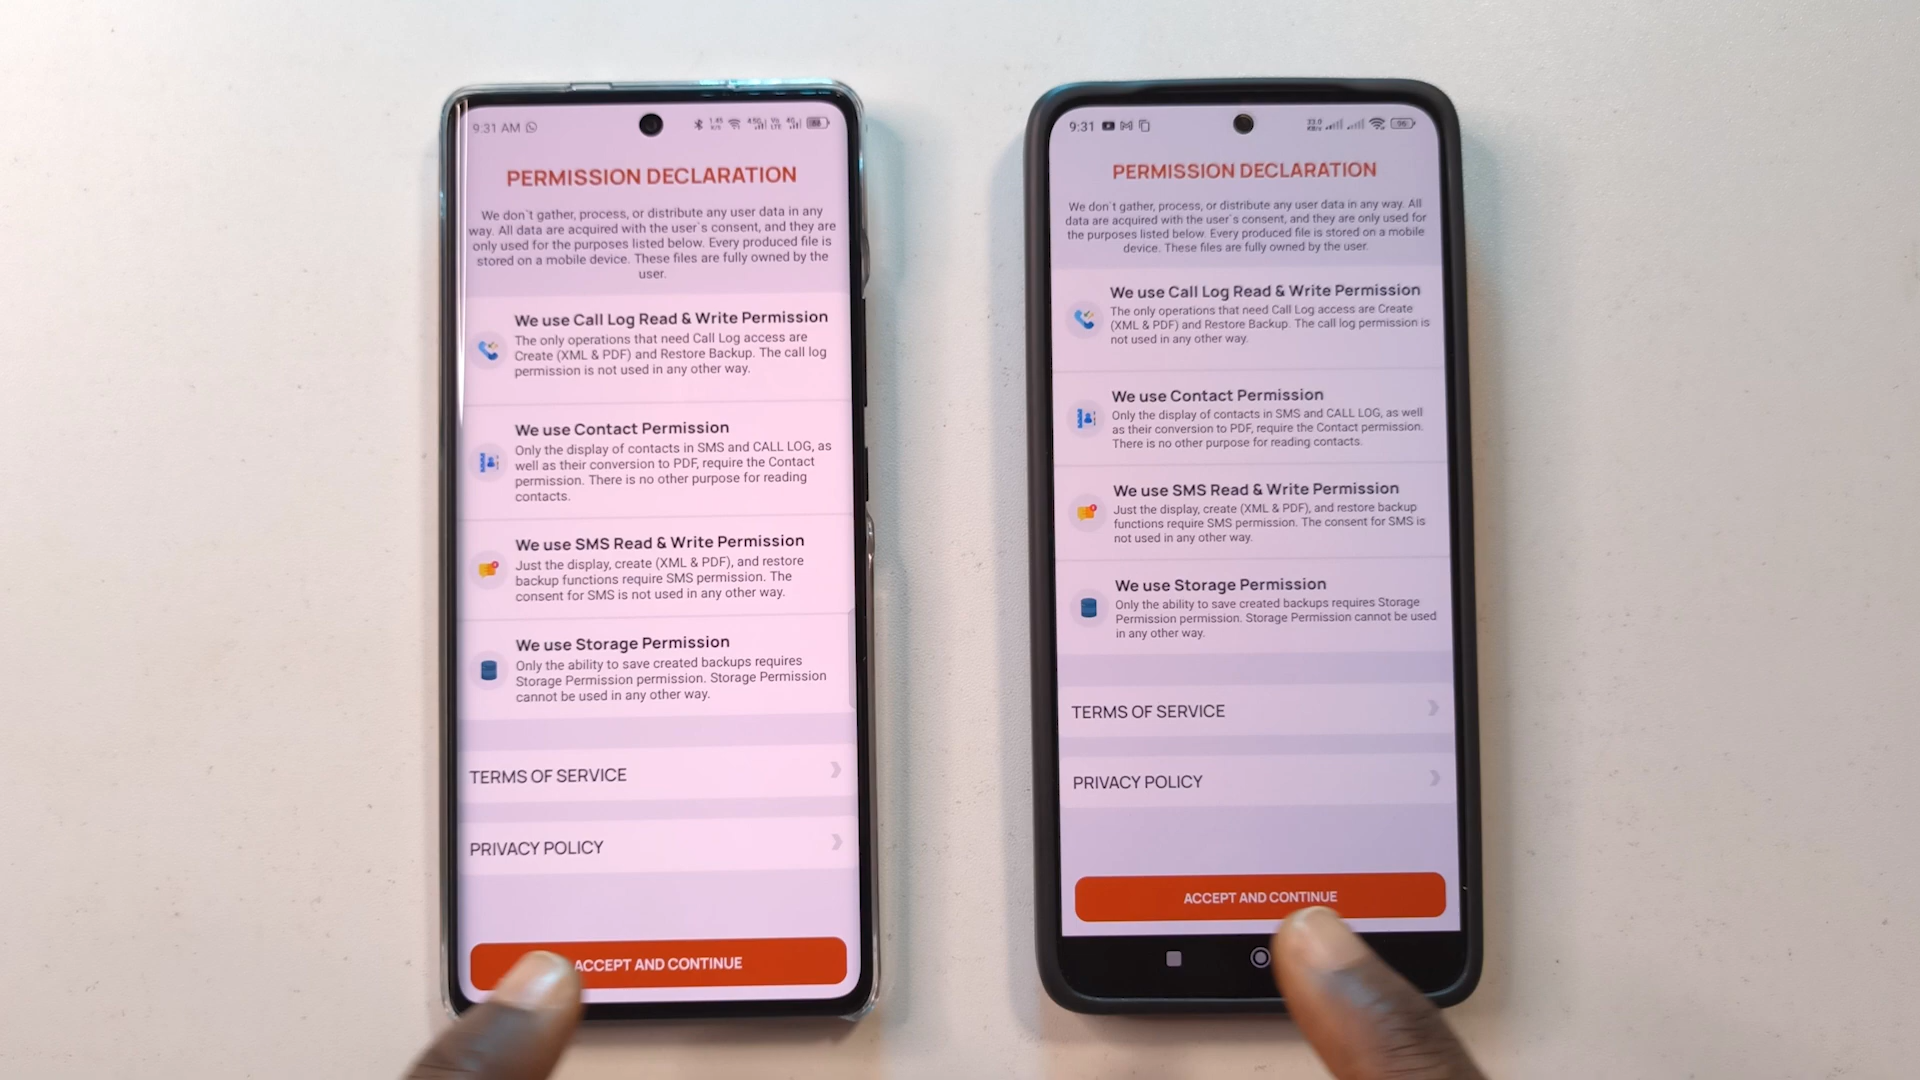 9:31 AM
PERMISSION DECLARATION
We don`t gather, process, or distribute any user data in any
way. All data are acquired with the user`s consent, and they are
only used for the purposes listed below. Every produced file is
stored on a mobile device. These files are fully owned by the
user.
We use Call Log Read & Write Permission
The only operations that need Call Log access are
Create (XML & PDF) and Restore Backup. The call log
permission is not used in any other way.
We use Contact Permission
Only the display of contacts in SMS and CALL LOG, as
well as their conversion to PDF, require the Contact
permission. There is no other purpose for reading
contacts.
We use SMS Read & Write Permission
Just the display, create (XML & PDF), and restore
backup functions require SMS permission. The
consent for SMS is not used in any other way.
We use Storage Permission
Only the ability to save created backups requires
Storage Permission permission. Storage Permission
cannot be used in any other way.
TERMS OF SERVICE
PRIVACY POLICY
ACCEPT AND CONTINUE
9:31
PERMISSION DECLARATION
We don`t gather, process, or distribute any user data in any way. All
data are acquired with the user`s consent, and they are only used for
the purposes listed below. Every produced file is stored on a mobile
device. These files are fully owned by the user.
We use Call Log Read & Write Permission
The only operations that need Call Log access are Create
(XML & PDF) and Restore Backup. The call log permission is
not used in any other way.
We use Contact Permission
Only the display of contacts in SMS and CALL LOG, as well
as their conversion to PDF, require the Contact permission.
There is no other purpose for reading contacts.
We use SMS Read & Write Permission
Just the display, create (XML & PDF), and restore backup
functions require SMS permission. The consent for SMS is
not used in any other way.
We use Storage Permission
Only the ability to save created backups requires Storage
Permission permission. Storage Permission cannot be used
in any other way.
TERMS OF SERVICE
PRIVACY POLICY
ACCEPT AND CONTINUE